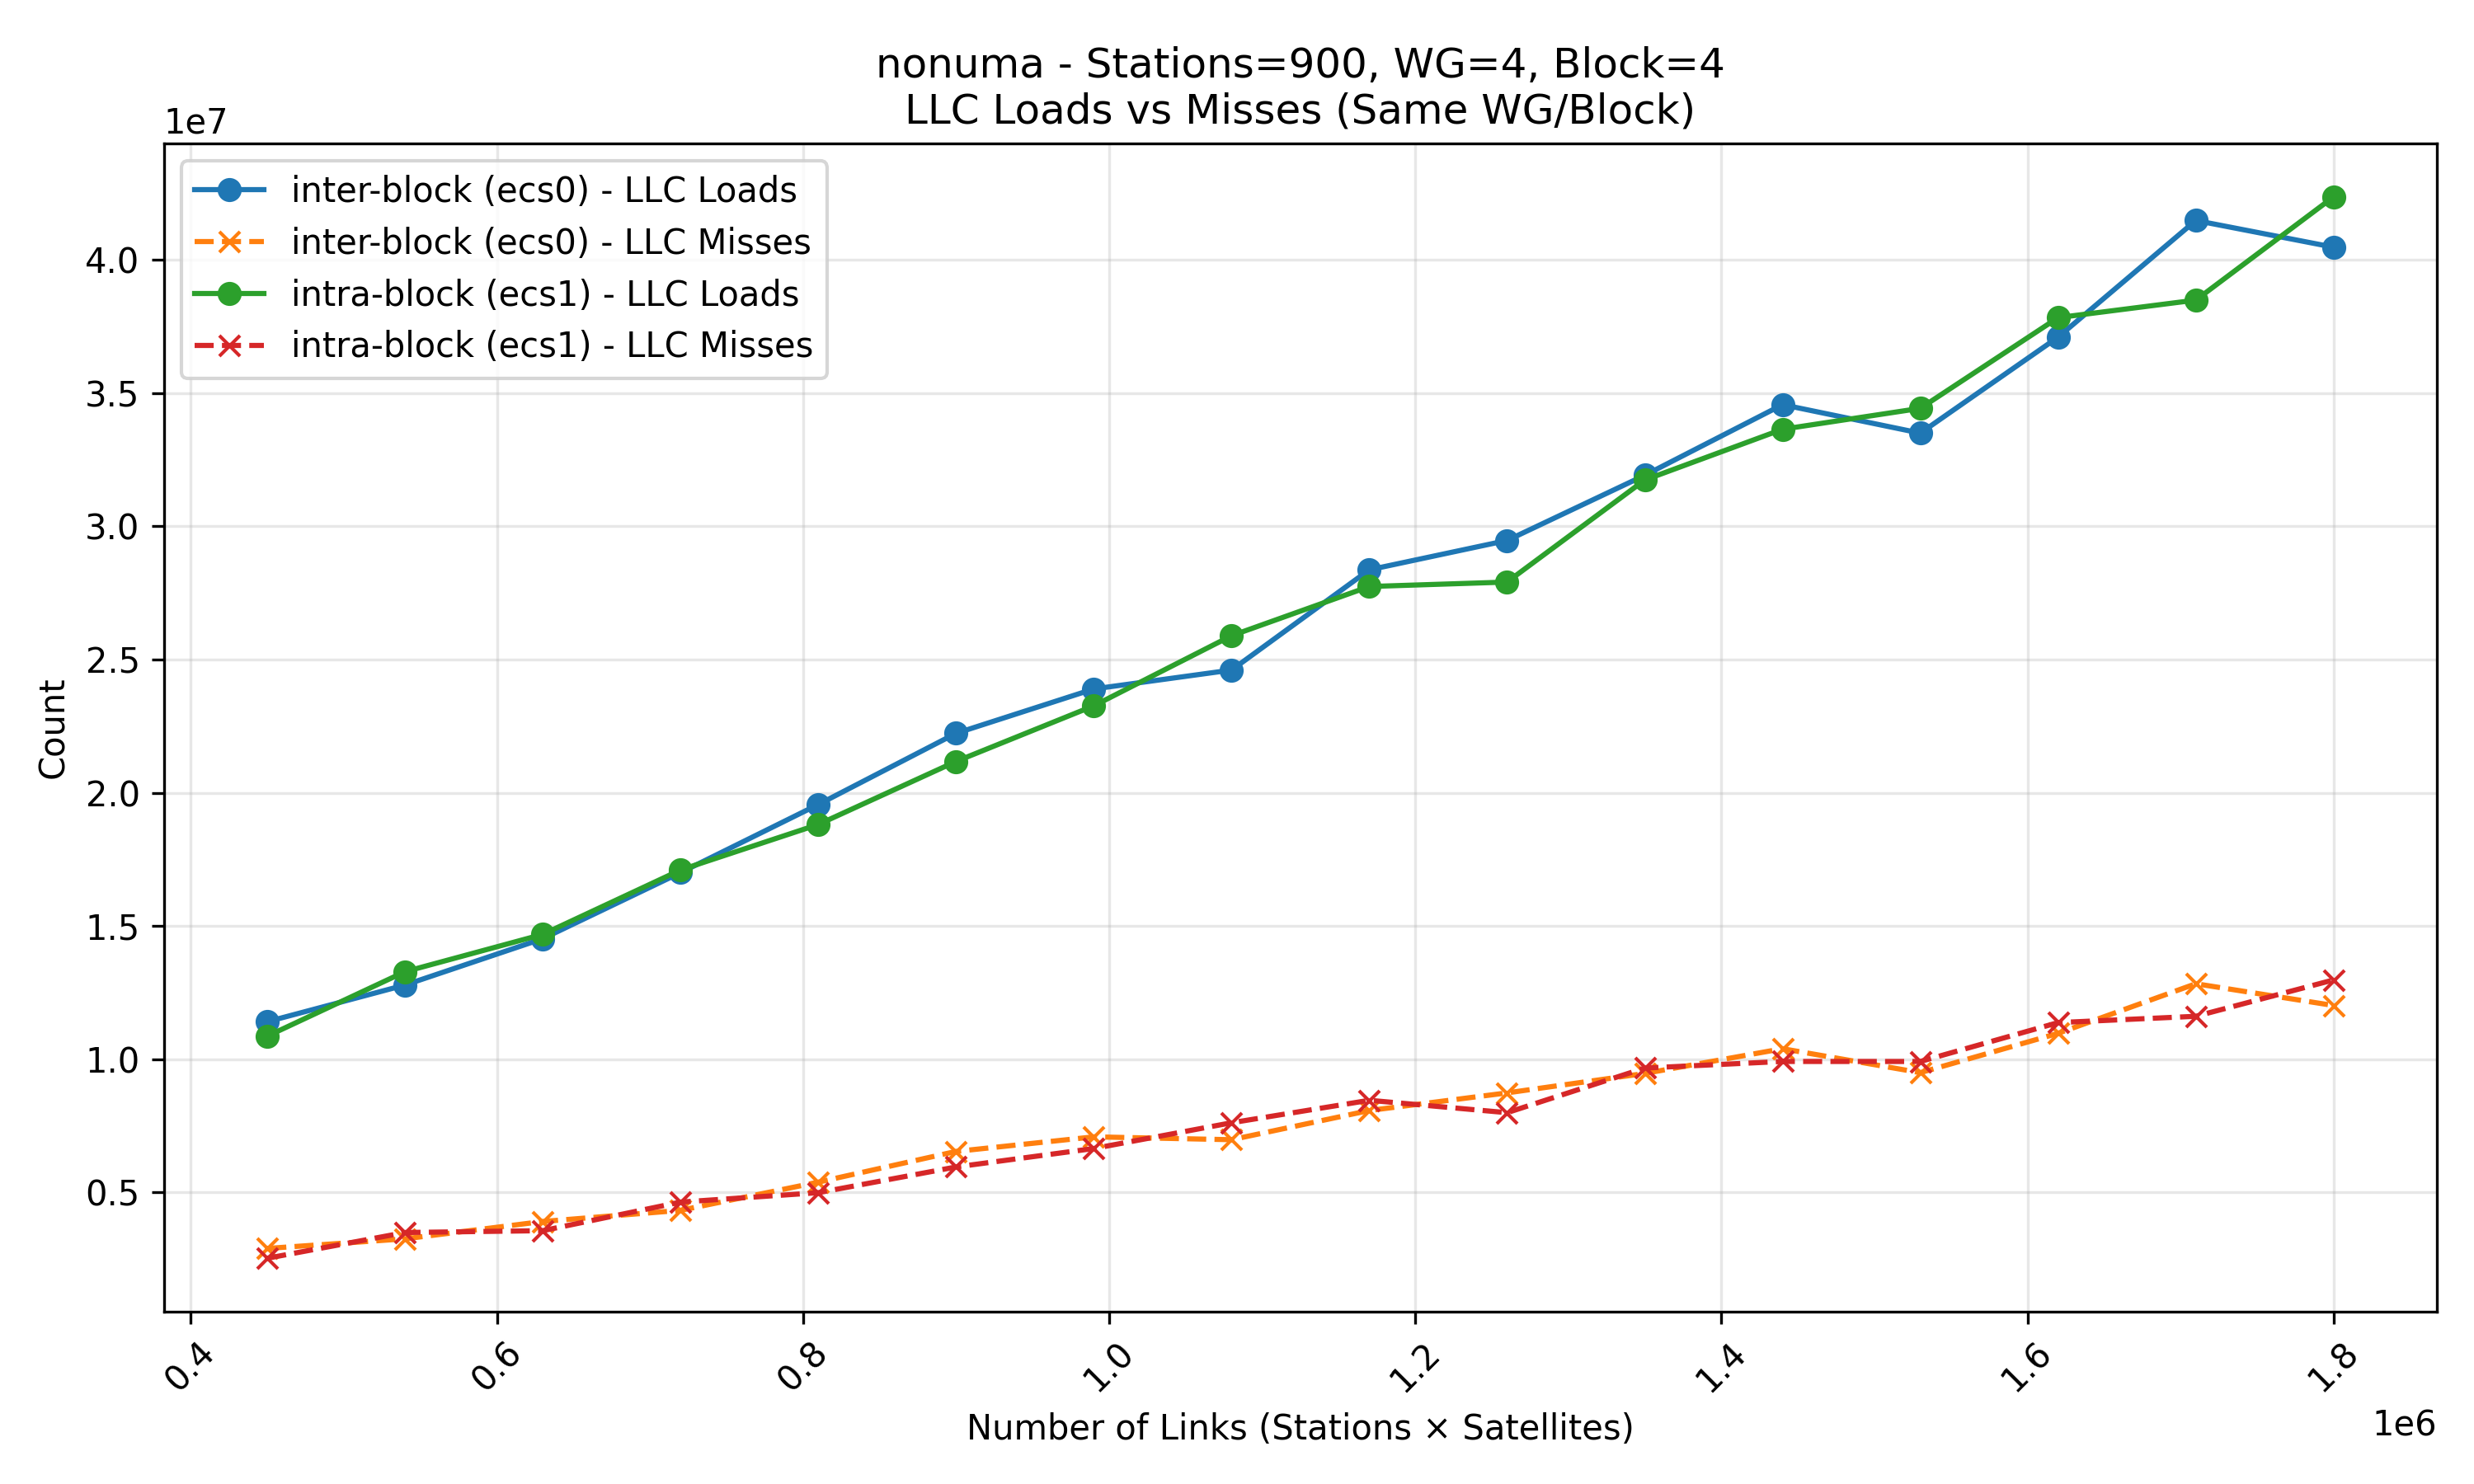 nonuma - Stations=900, WG=4, Block=4
LLC Loads vs Misses (Same WG/Block)
1e7
inter-block (ecs0) - LLC Loads
inter-block (ecs0) - LLC Misses
intra-block (ecs1) - LLC Loads
intra-block (ecs1) - LLC Misses
4.0
3.5
3.0
2.5
2.0
1.5
1.0
0.5
Count
0.4 0.6 0.8 1.0 1.2 1.4 1.6 1.8
1e6
Number of Links (Stations × Satellites)